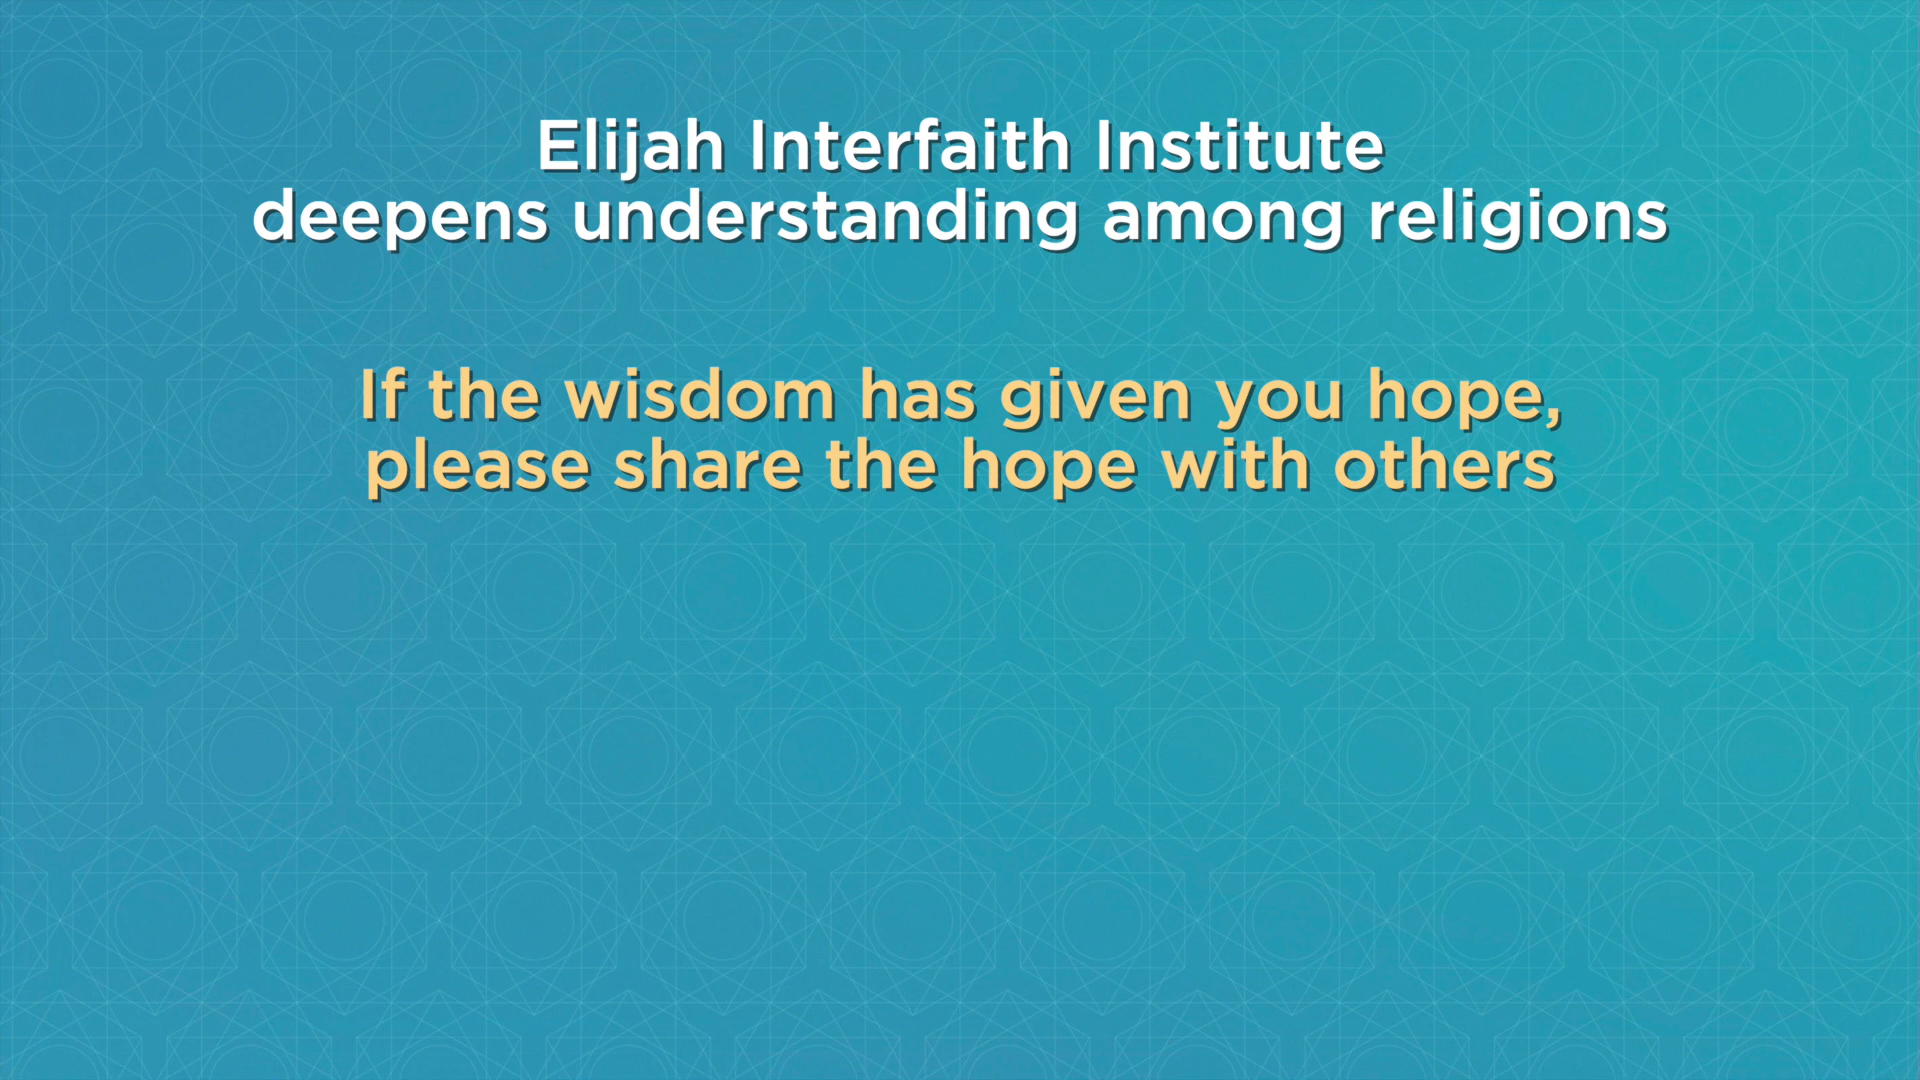 Elijah Interfaith Institute
deepens understanding among religions
If the wisdom has given you hope,
please share the hope with others